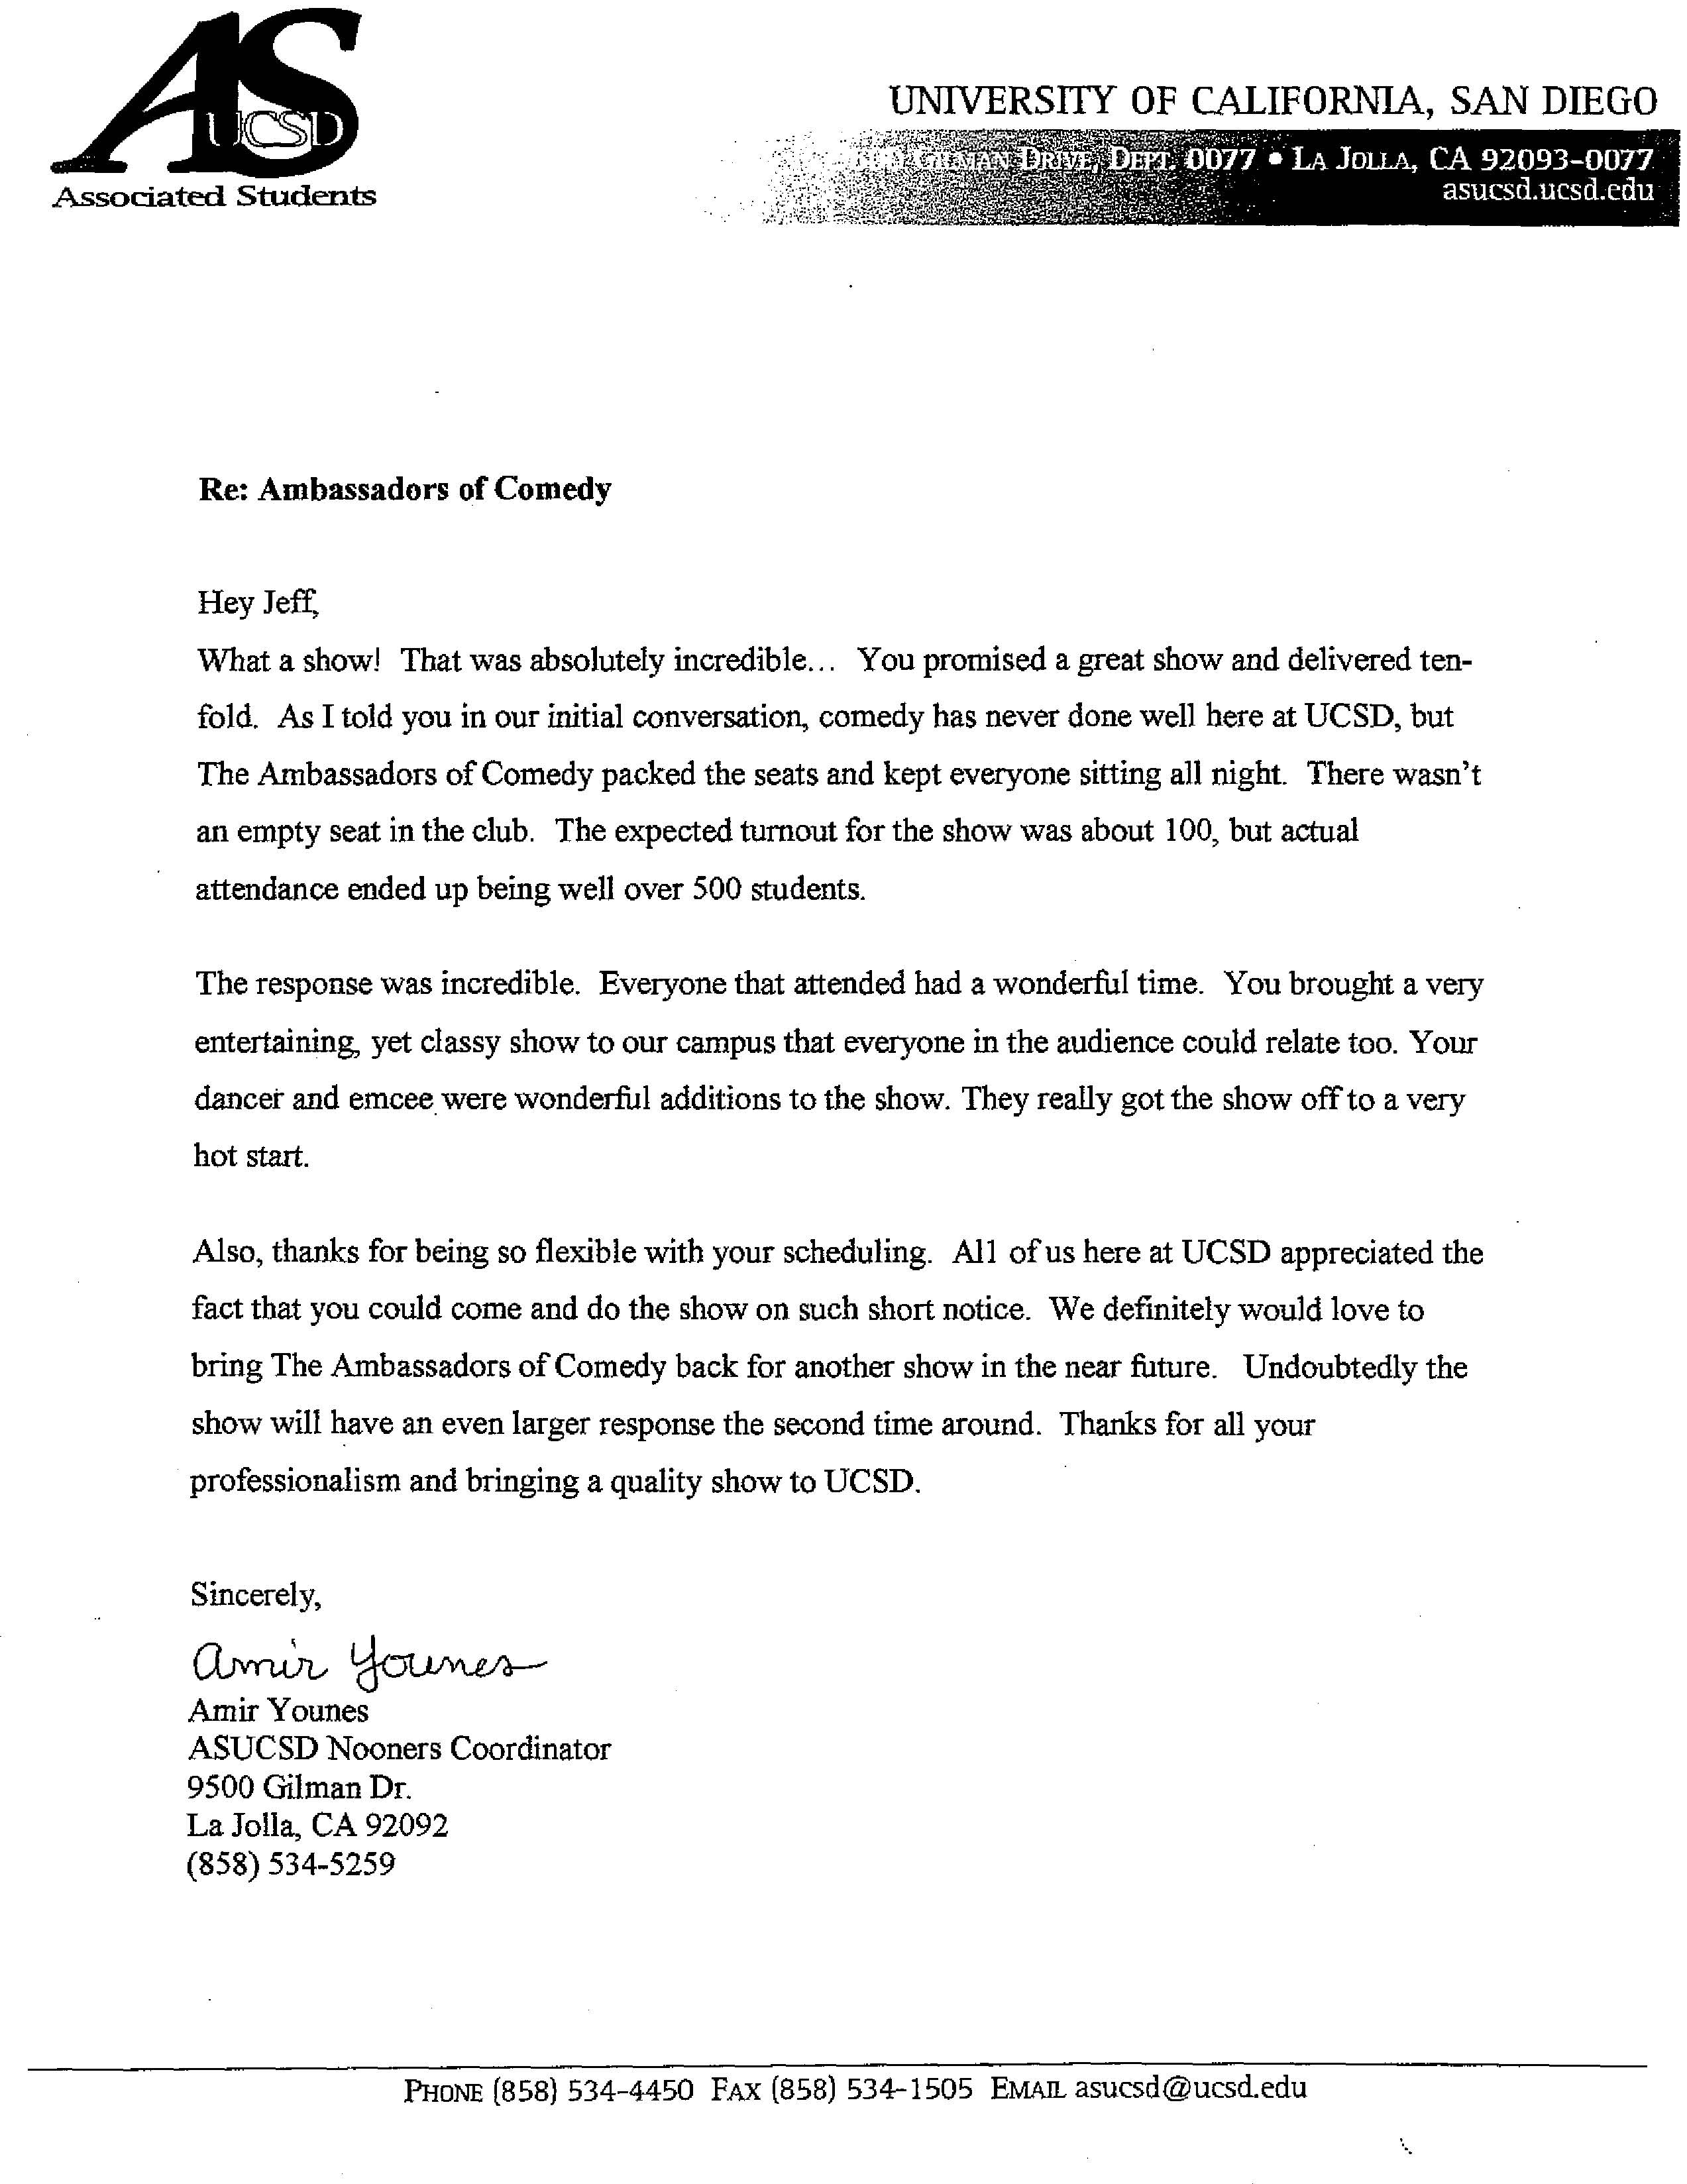 AS
UCSD
Associated Students
UNIVERSITY OF CALIFORNIA, SAN DIEGO
GILMAN DRIVE, DEPT. 0077 • LA JOLLA, CA 92093-0077
asucsd.ucsd.edu
Re: Ambassadors of Comedy
Hey Jeff,
What a show! That was absolutely incredible... You promised a great show and delivered ten-
fold. As I told you in our initial conversation, comedy has never done well here at UCSD, but
The Ambassadors of Comedy packed the seats and kept everyone sitting all night. There wasn't
an empty seat in the club. The expected turnout for the show was about 100, but actual
attendance ended up being well over 500 students.
The response was incredible. Everyone that attended had a wonderful time. You brought a very
entertaining, yet classy show to our campus that everyone in the audience could relate too. Your
dancer and emcee were wonderful additions to the show. They really got the show off to a very
hot start.
Also, thanks for being so flexible with your scheduling. All of us here at UCSD appreciated the
fact that you could come and do the show on such short notice. We definitely would love to
bring The Ambassadors of Comedy back for another show in the near future. Undoubtedly the
show will have an even larger response the second time around. Thanks for all your
professionalism and bringing a quality show to UCSD.
Sincerely,
Amir Younes
Amir Younes
ASUCSD Nooners Coordinator
9500 Gilman Dr.
La Jolla, CA 92092
(858) 534-5259
PHONE (858) 534-4450 FAX (858) 534-1505 EMAIL asucsd@ucsd.edu